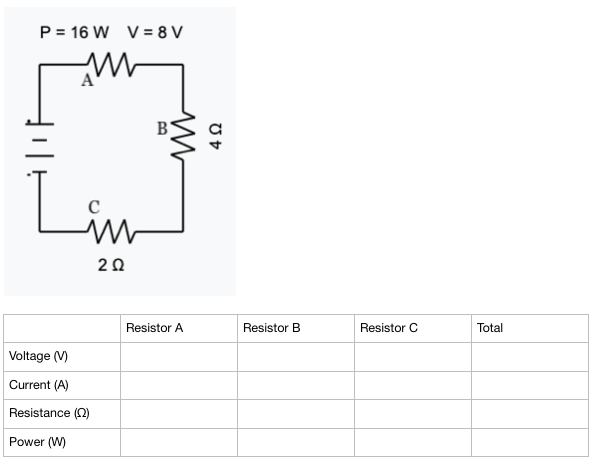 P = 16 W V = 8 V
A
B
4 Ω
C
2 Ω
Resistor A Resistor B Resistor C Total
Voltage (V)
Current (A)
Resistance (Ω)
Power (W)